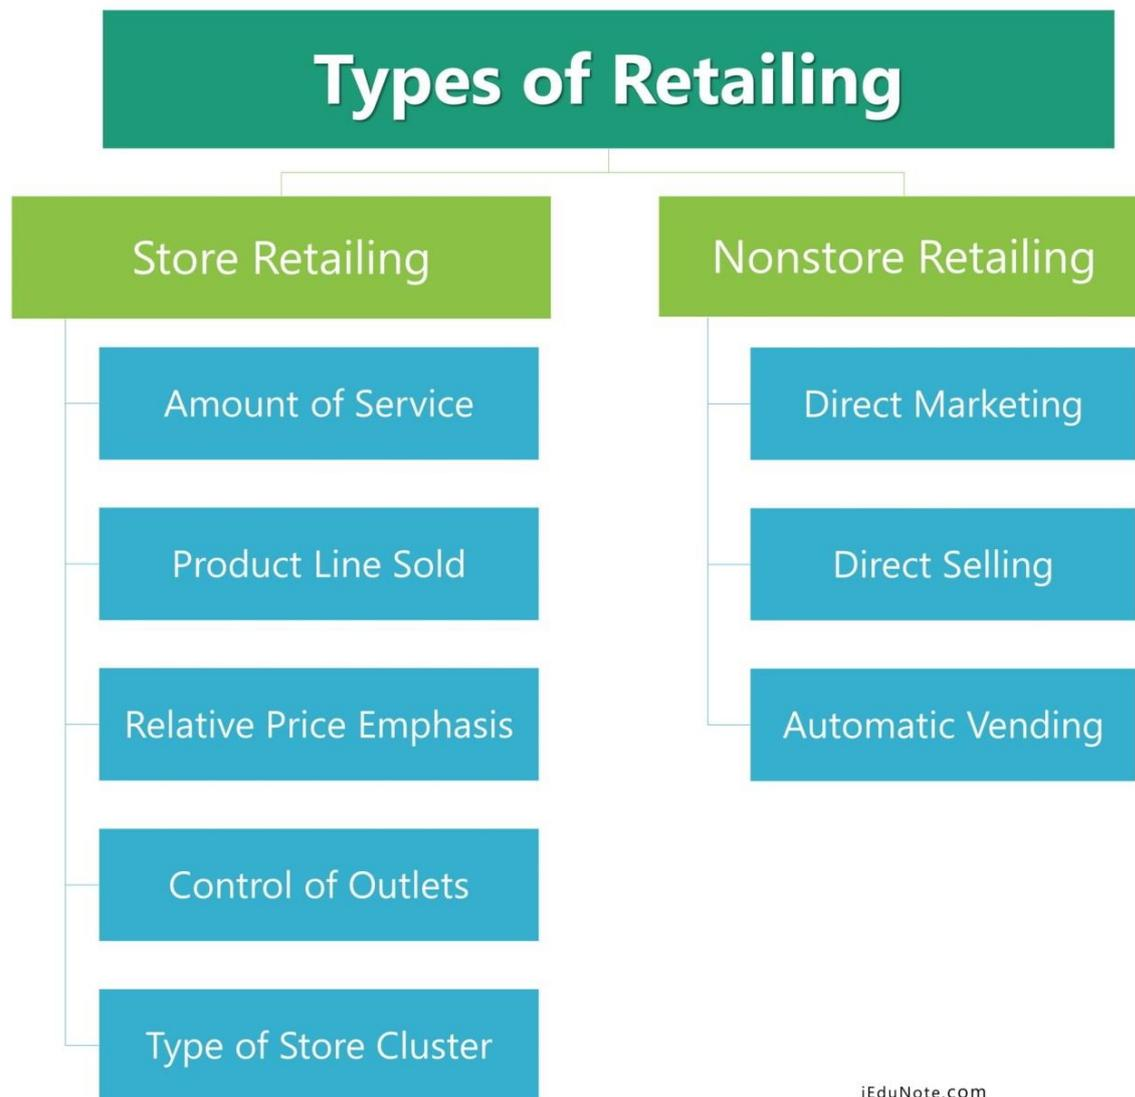 Types of Retailing
Store Retailing
Amount of Service
Product Line Sold
Relative Price Emphasis
Control of Outlets
Type of Store Cluster
Nonstore Retailing
Direct Marketing
Direct Selling
Automatic Vending
iEduNote.com